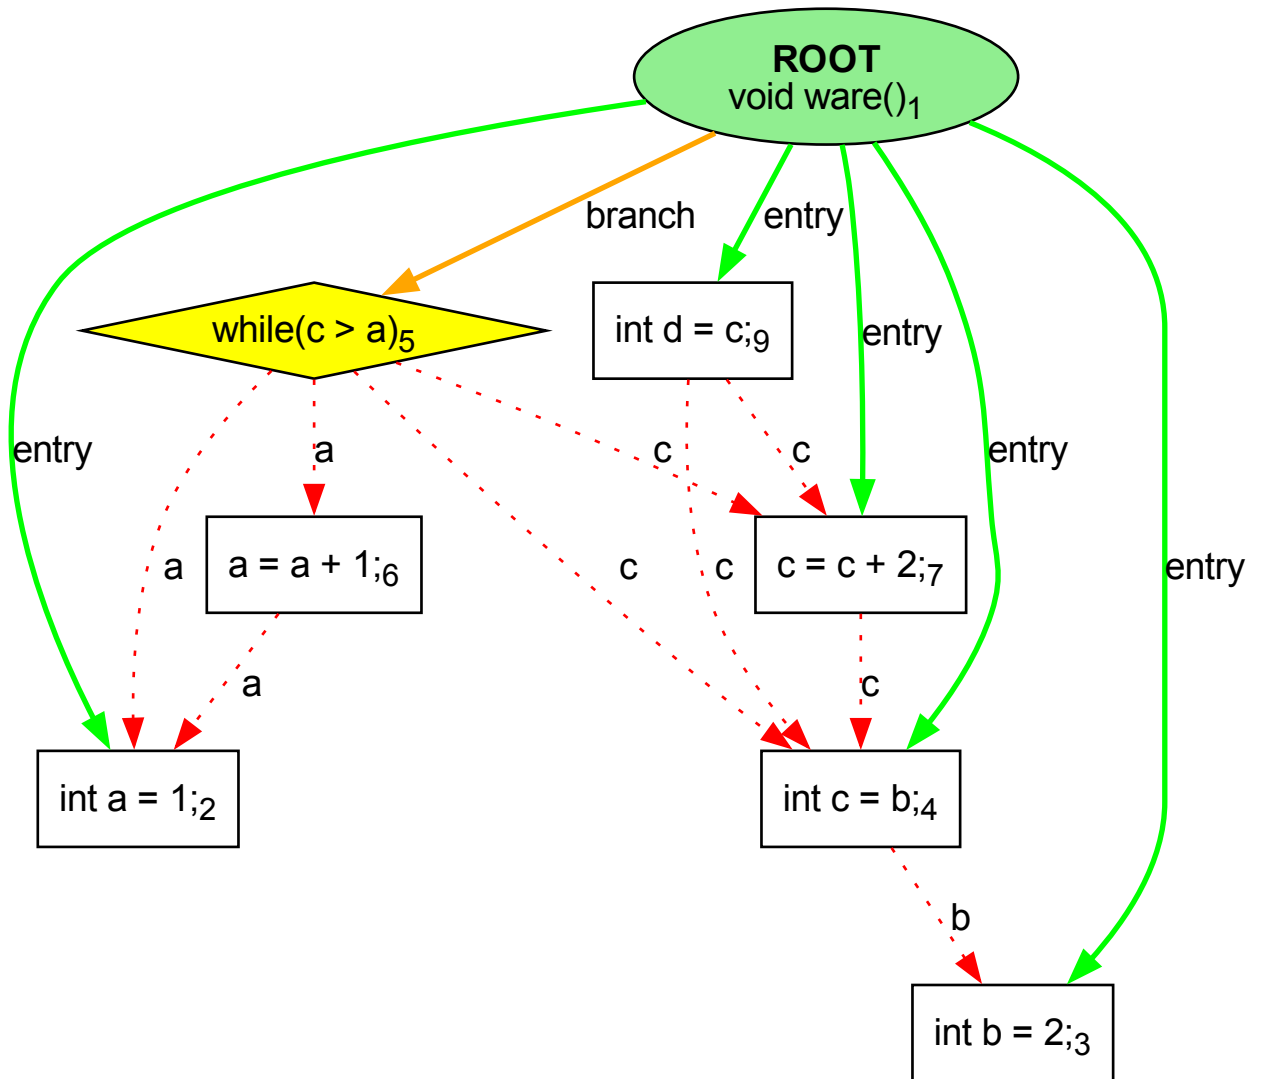 ROOT
void ware()1
branch
entry
while(c > a)5
int d = c;9
entry
entry
a
c
c
entry
a
a = a + 1;6
c
c
c = c + 2;7
entry
a
c
int a = 1;2
int c = b;4
b
int b = 2;3